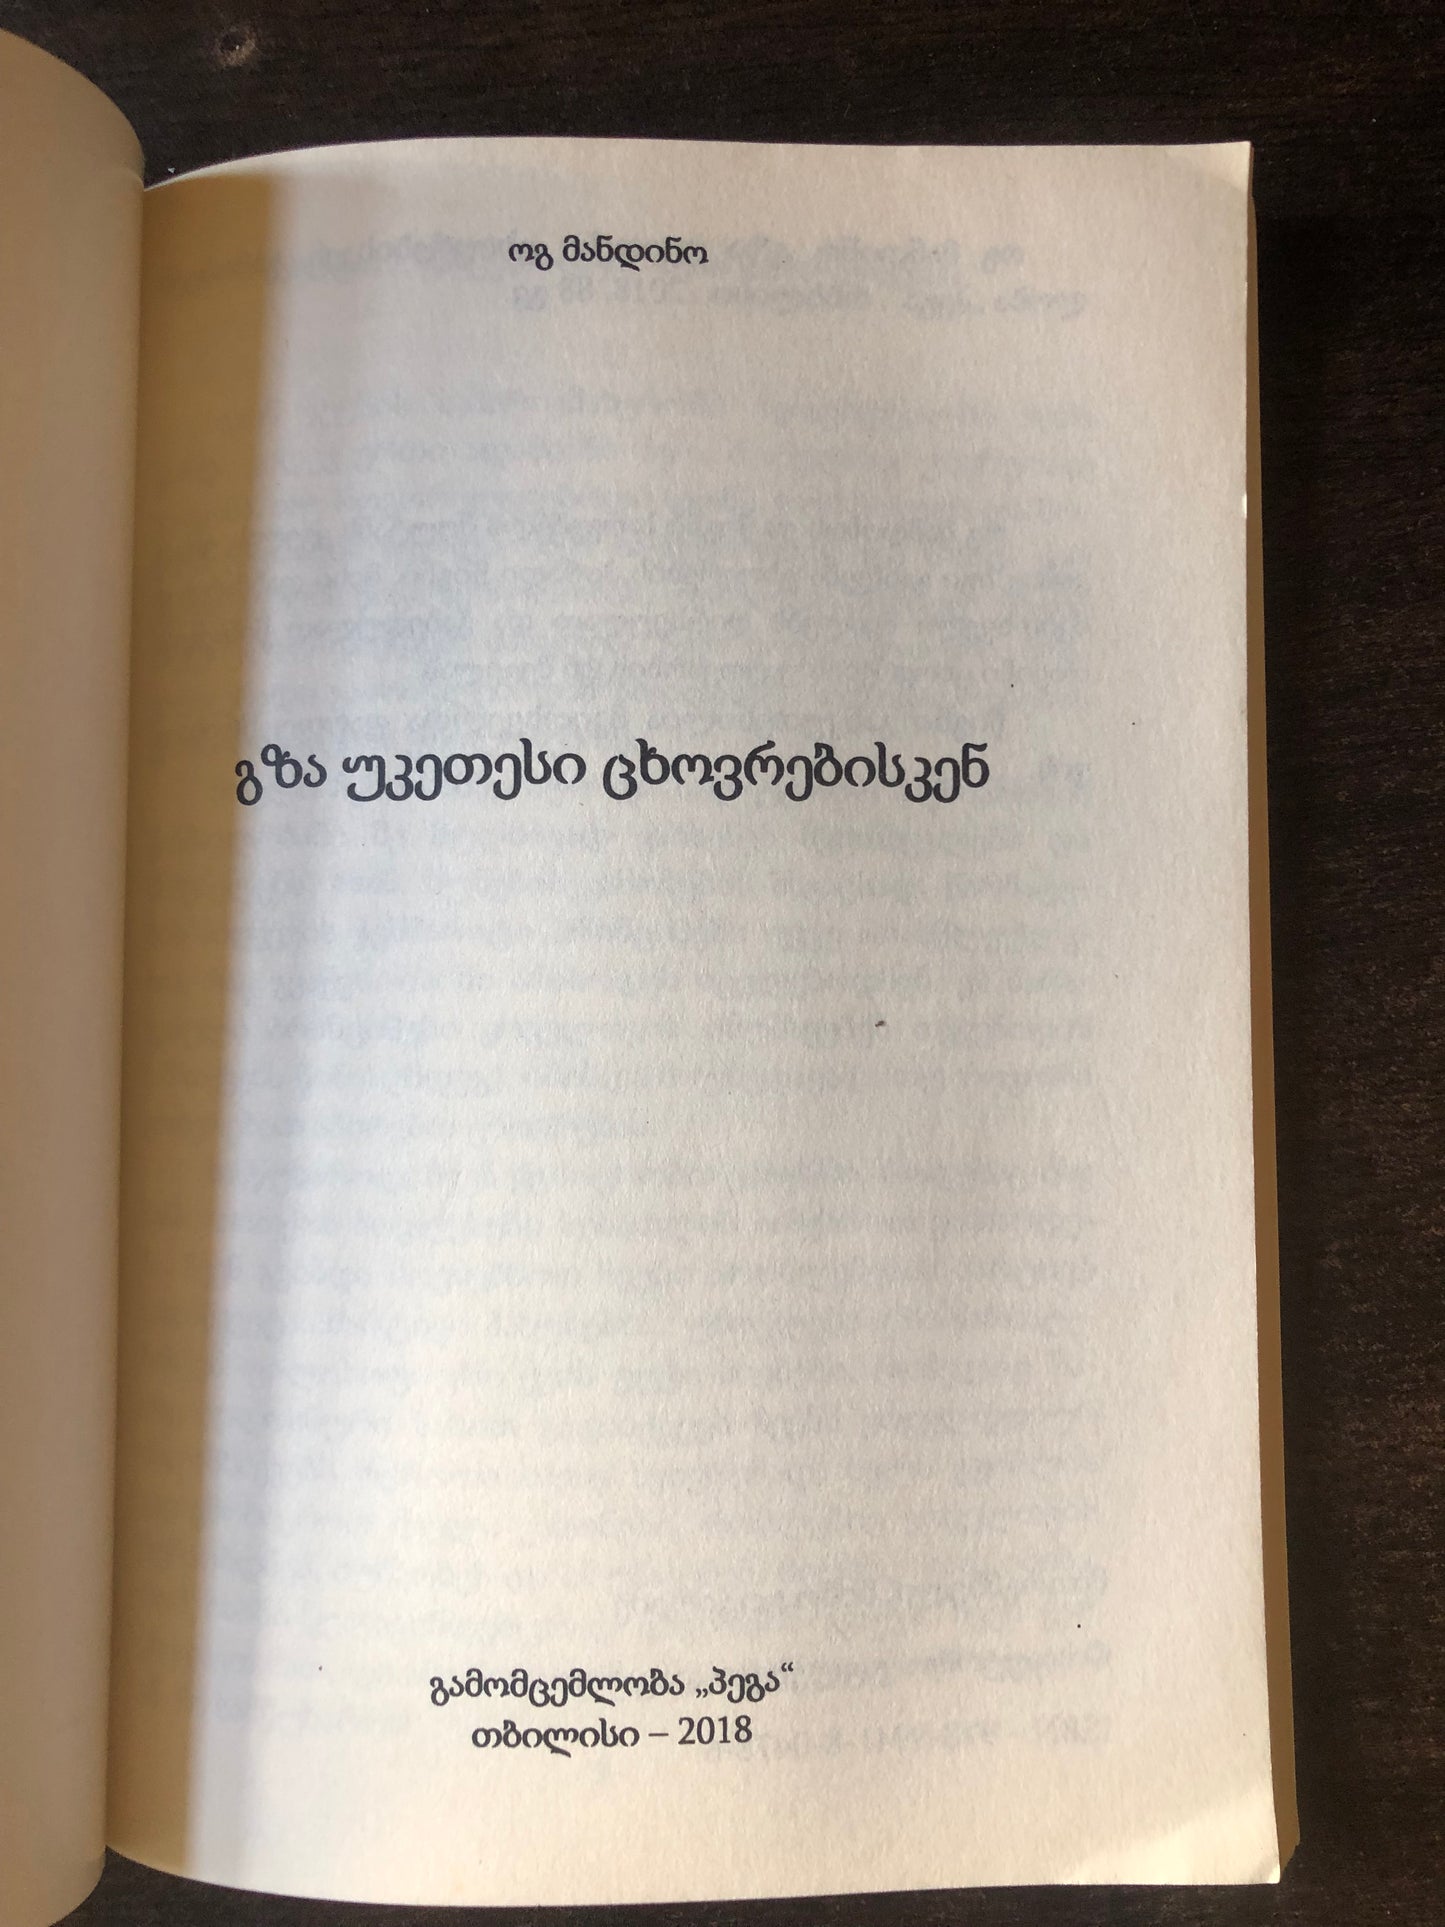 ოგ მანდინო
გზა უკეთესი ცხოვრებისკენ
გამომცემლობა „პეგა“
თბილისი – 2018